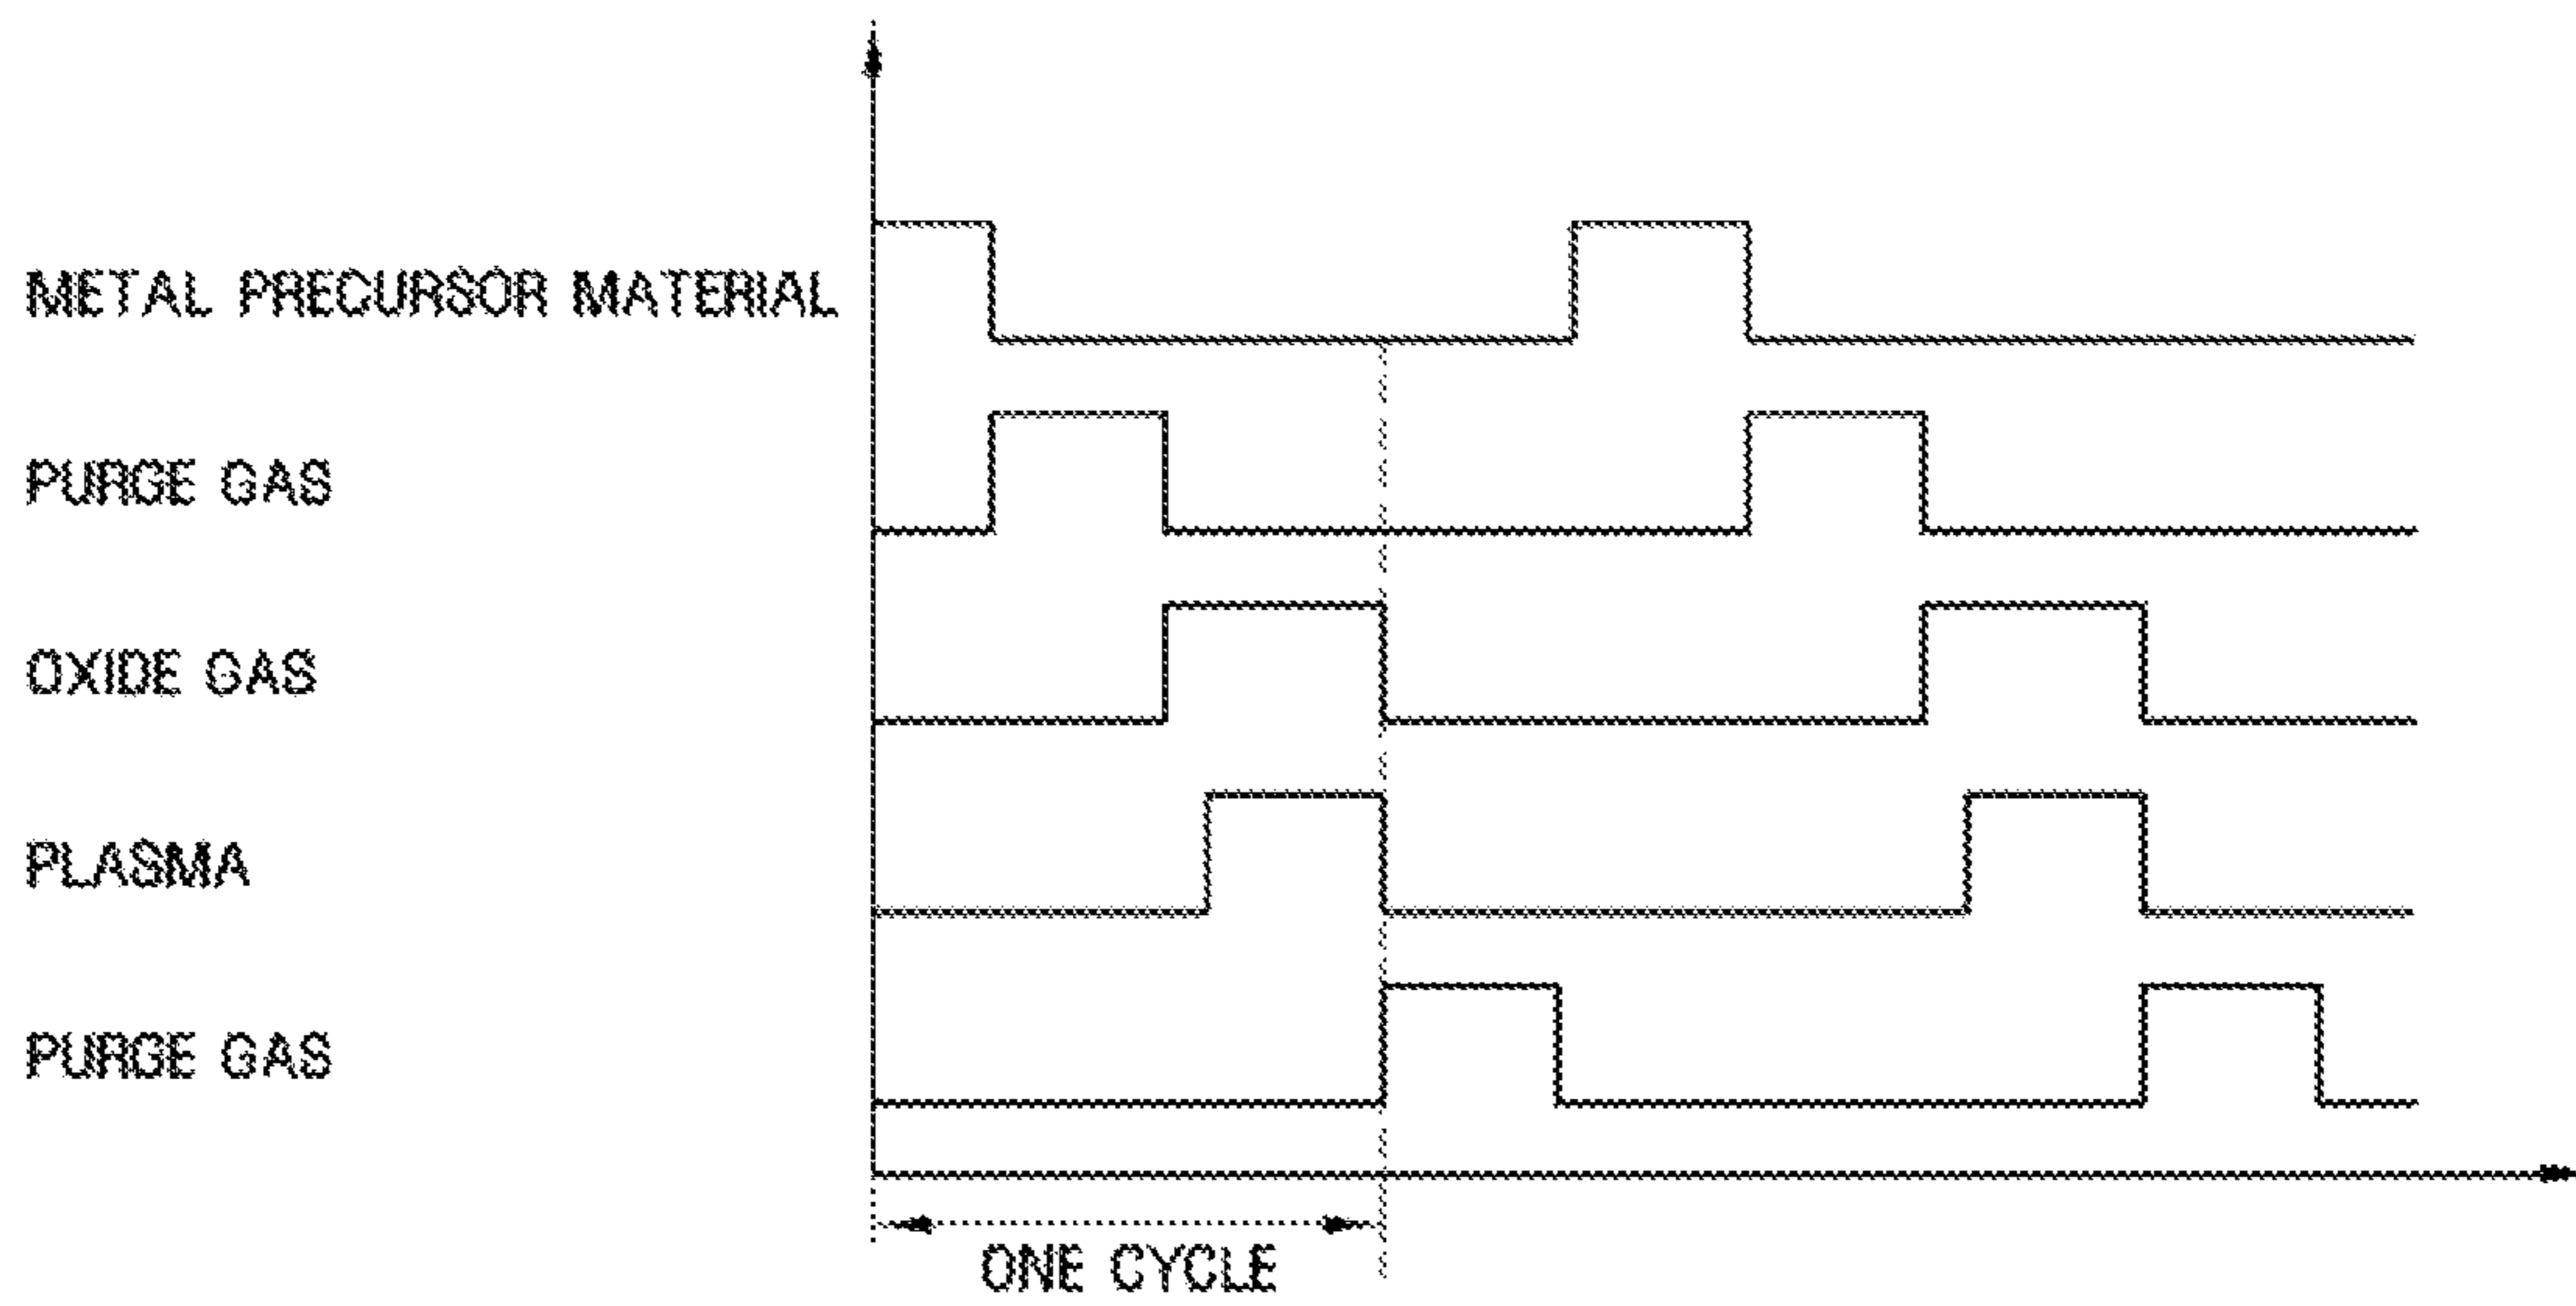 METAL PRECURSOR MATERIAL
PURGE GAS
OXIDE GAS
PLASMA
PURGE GAS
ONE CYCLE